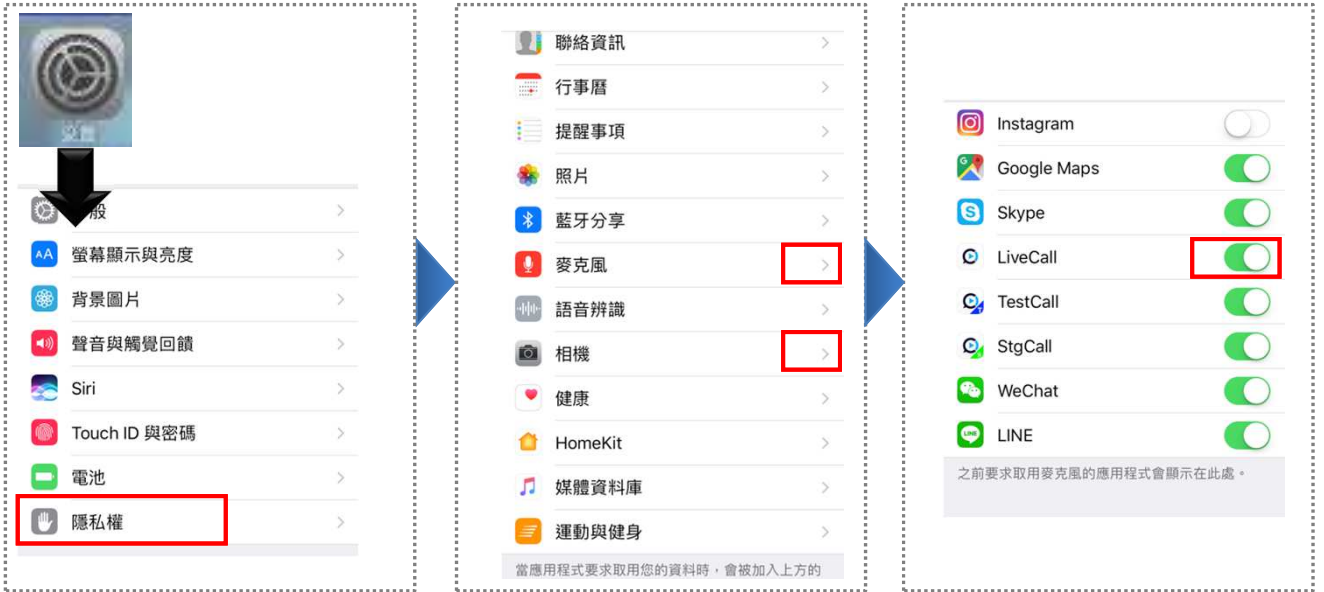 設置
般
螢幕顯示與亮度
背景圖片
聲音與觸覺回饋
Siri
Touch ID 與密碼
電池
隱私權
聯絡資訊
行事曆
提醒事項
照片
藍牙分享
麥克風
語音辨識
相機
健康
HomeKit
媒體資料庫
運動與健身
當應用程式要求取用您的資料時，會被加入上方的
Instagram
Google Maps
Skype
LiveCall
TestCall
StgCall
WeChat
LINE
之前要求取用麥克風的應用程式會顯示在此處。